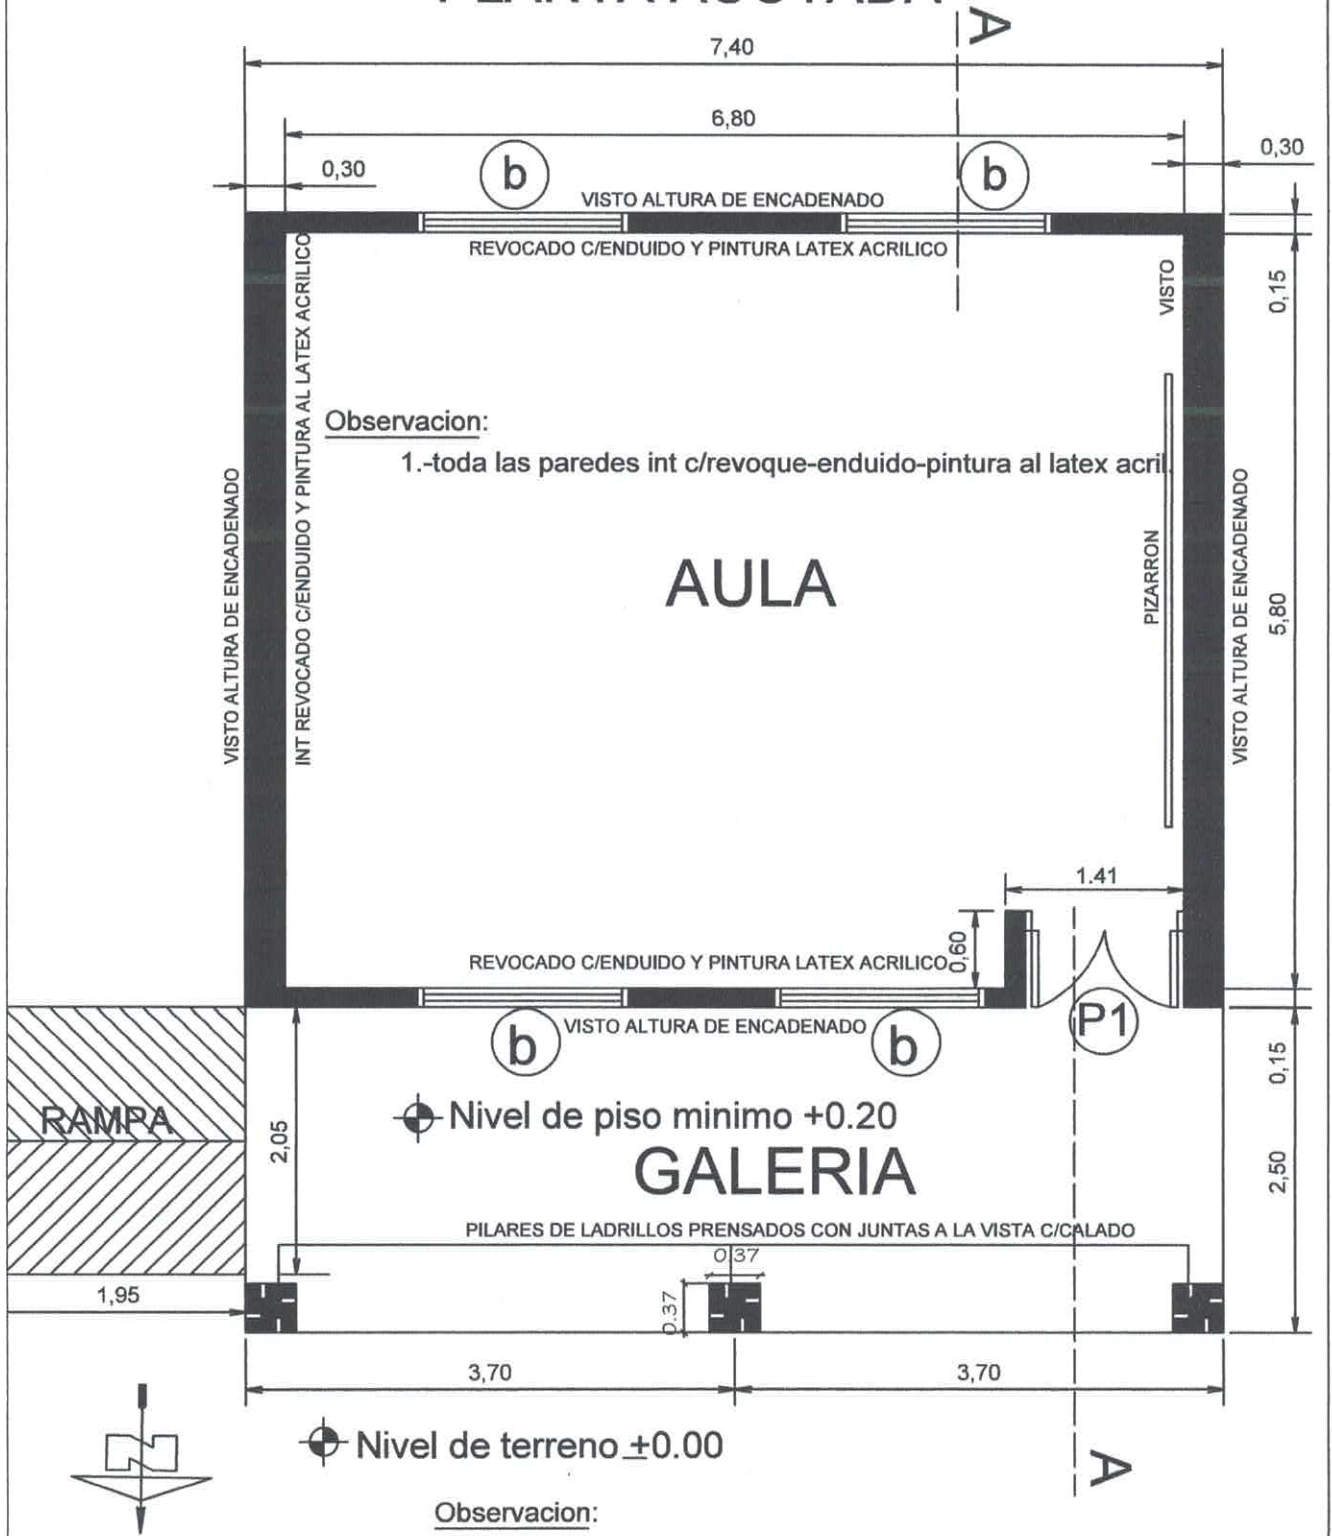 PLANTA ACOTADA
A
7,40
6,80
0,30
0,30
b
b
VISTO ALTURA DE ENCADENADO
REVOCADO C/ENDUIDO Y PINTURA LATEX ACRILICO
INT REVOCADO C/ENDUIDO Y PINTURA AL LATEX ACRILICO
VISTO
0,15
Observacion:
1.-toda las paredes int c/revoque-enduido-pintura al latex acril.
VISTO ALTURA DE ENCADENADO
AULA
PIZARRON
VISTO ALTURA DE ENCADENADO
5,80
1.41
0,60
REVOCADO C/ENDUIDO Y PINTURA LATEX ACRILICO
VISTO ALTURA DE ENCADENADO
b
b
P1
0,15
RAMPA
2,05
Nivel de piso minimo +0.20
GALERIA
2,50
PILARES DE LADRILLOS PRENSADOS CON JUNTAS A LA VISTA C/CALADO
0.37
0.37
1,95
3,70
3,70
N
Nivel de terreno ±0.00
A
Observacion: